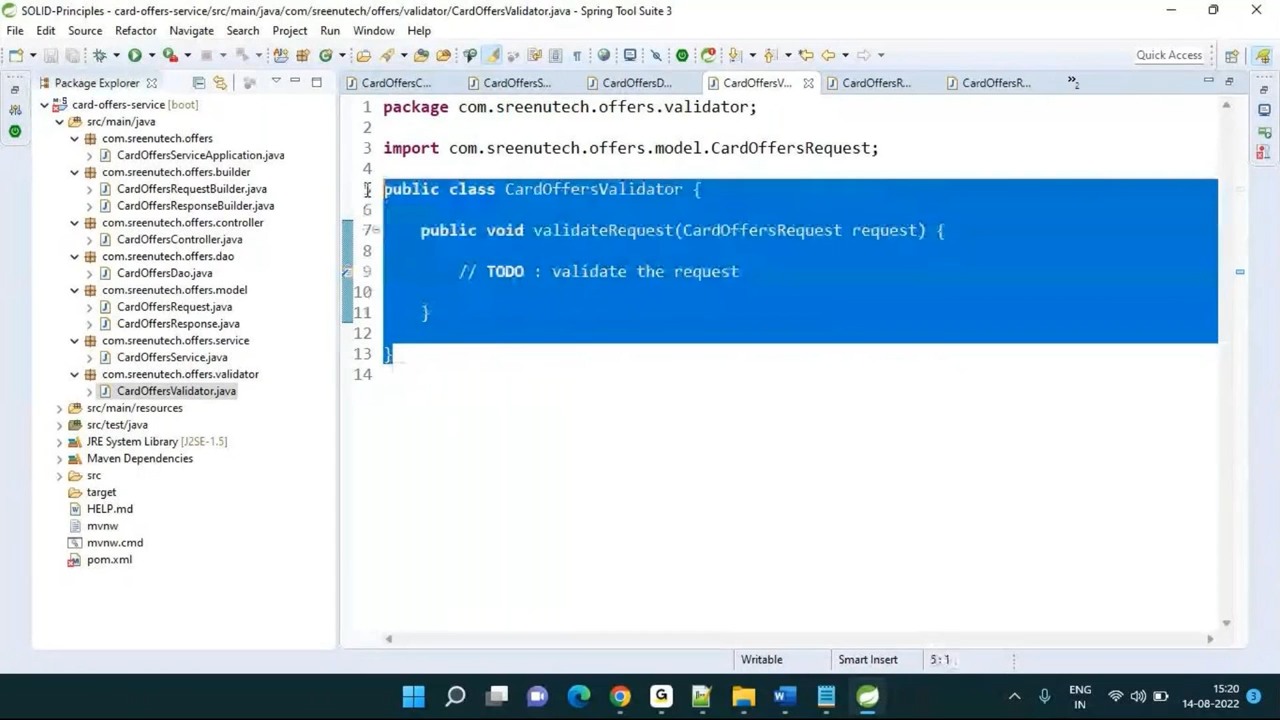 SOLID-Principles - card-offers-service/src/main/java/com/sreenutech/offers/validator/CardOffersValidator.java - Spring Tool Suite 3
File Edit Source Refactor Navigate Search Project Run Window Help
Quick Access
Package Explorer
card-offers-service [boot]
src/main/java
com.sreenutech.offers
CardOffersServiceApplication.java
com.sreenutech.offers.builder
CardOffersRequestBuilder.java
CardOffersResponseBuilder.java
com.sreenutech.offers.controller
CardOffersController.java
com.sreenutech.offers.dao
CardOffersDao.java
com.sreenutech.offers.model
CardOffersRequest.java
CardOffersResponse.java
com.sreenutech.offers.service
CardOffersService.java
com.sreenutech.offers.validator
CardOffersValidator.java
src/main/resources
src/test/java
JRE System Library [J2SE-1.5]
Maven Dependencies
src
target
HELP.md
mvnw
mvnw.cmd
pom.xml
CardOffersC... CardOffersS... CardOffersD... CardOffersV... CardOffersR... CardOffersR... »2
1 package com.sreenutech.offers.validator;
2
3 import com.sreenutech.offers.model.CardOffersRequest;
4
5 public class CardOffersValidator {
6
7 public void validateRequest(CardOffersRequest request) {
8
9 // TODO : validate the request
10
11 }
12
13 }
14
Writable Smart Insert 5 : 1
ENG
IN
15:20
14-08-2022
3